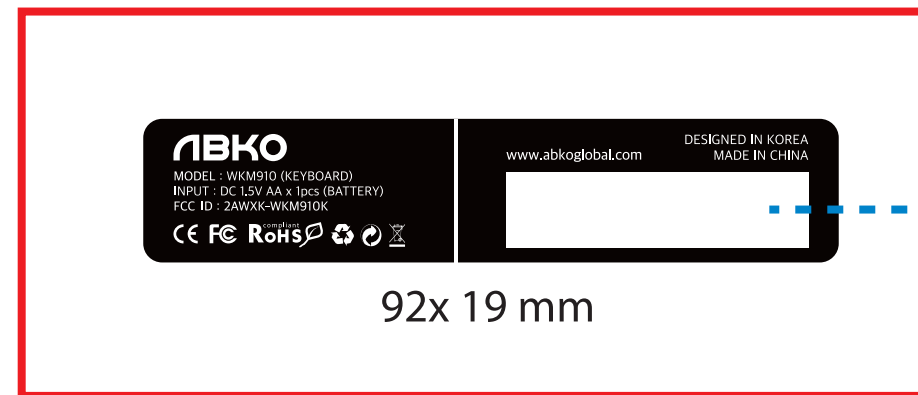 ABKO
MODEL : WKM910 (KEYBOARD)
INPUT : DC 1.5V AA x 1pcs (BATTERY)
FCC ID : 2AWXK-WKM910K
CE FC RoHS compliant
www.abkoglobal.com
DESIGNED IN KOREA
MADE IN CHINA
92x 19 mm